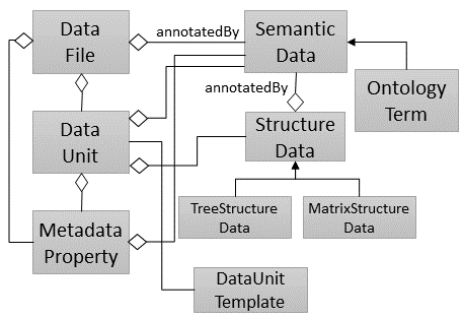 Data
File
annotatedBy
Semantic
Data
annotatedBy
Ontology
Term
Data
Unit
Structure
Data
TreeStructure
Data
MatrixStructure
Data
Metadata
Property
DataUnit
Template